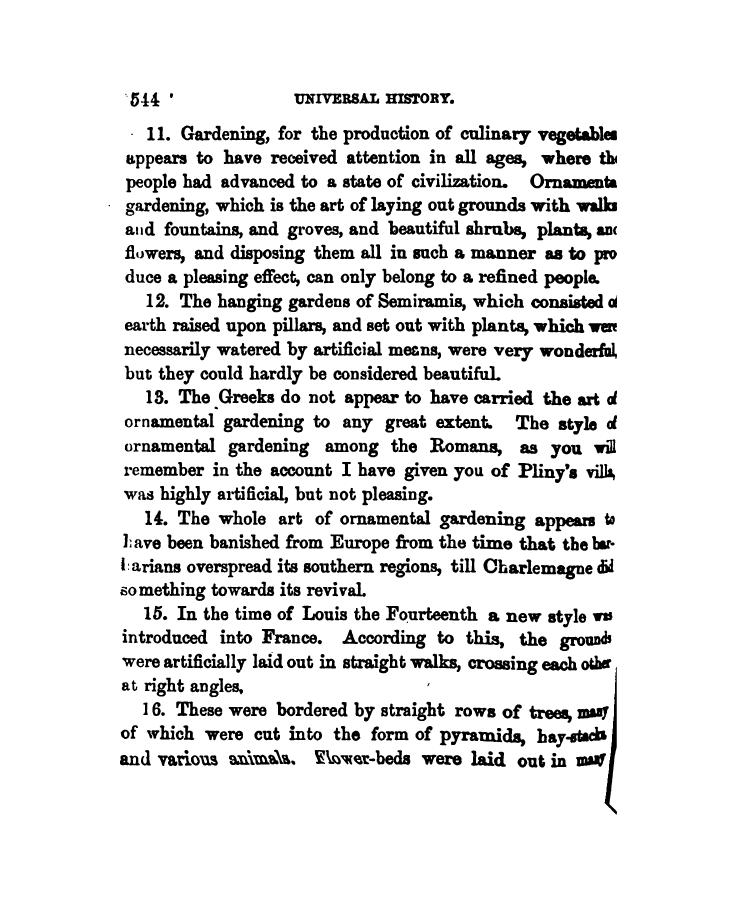 544
UNIVERSAL HISTORY.
11. Gardening, for the production of culinary vegetables
appears to have received attention in all ages, where the
people had advanced to a state of civilization. Ornamenta
gardening, which is the art of laying out grounds with walks
and fountains, and groves, and beautiful shrubs, plants, and
flowers, and disposing them all in such a manner as to pro
duce a pleasing effect, can only belong to a refined people.
12. The hanging gardens of Semiramis, which consisted of
earth raised upon pillars, and set out with plants, which were
necessarily watered by artificial means, were very wonderful,
but they could hardly be considered beautiful.
13. The Greeks do not appear to have carried the art of
ornamental gardening to any great extent. The style of
ornamental gardening among the Romans, as you will
remember in the account I have given you of Pliny's villa,
was highly artificial, but not pleasing.
14. The whole art of ornamental gardening appears to
have been banished from Europe from the time that the bar-
barians overspread its southern regions, till Charlemagne did
something towards its revival.
15. In the time of Louis the Fourteenth a new style was
introduced into France. According to this, the grounds
were artificially laid out in straight walks, crossing each other
at right angles,
16. These were bordered by straight rows of trees, many
of which were cut into the form of pyramids, hay-stacks
and various animals. Flower-beds were laid out in many